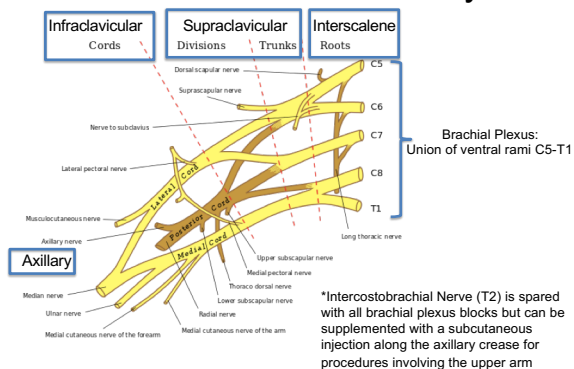 Infraclavicular
Cords
Supraclavicular
Divisions Trunks
Interscalene
Roots
Dorsal scapular nerve
C5
Suprascapular nerve
C6
Nerve to subclavius
C7
Lateral pectoral nerve
C8
T1
Brachial Plexus:
Union of ventral rami C5-T1
Lateral Cord
Posterior Cord
Medial Cord
Musculocutaneous nerve
Axillary nerve
Long thoracic nerve
Axillary
Upper subscapular nerve
Medial pectoral nerve
Thoraco dorsal nerve
Lower subscapular nerve
Radial nerve
Median nerve
Ulnar nerve
Medial cutaneous nerve of the arm
Medial cutaneous nerve of the forearm
*Intercostobrachial Nerve (T2) is spared
with all brachial plexus blocks but can be
supplemented with a subcutaneous
injection along the axillary crease for
procedures involving the upper arm